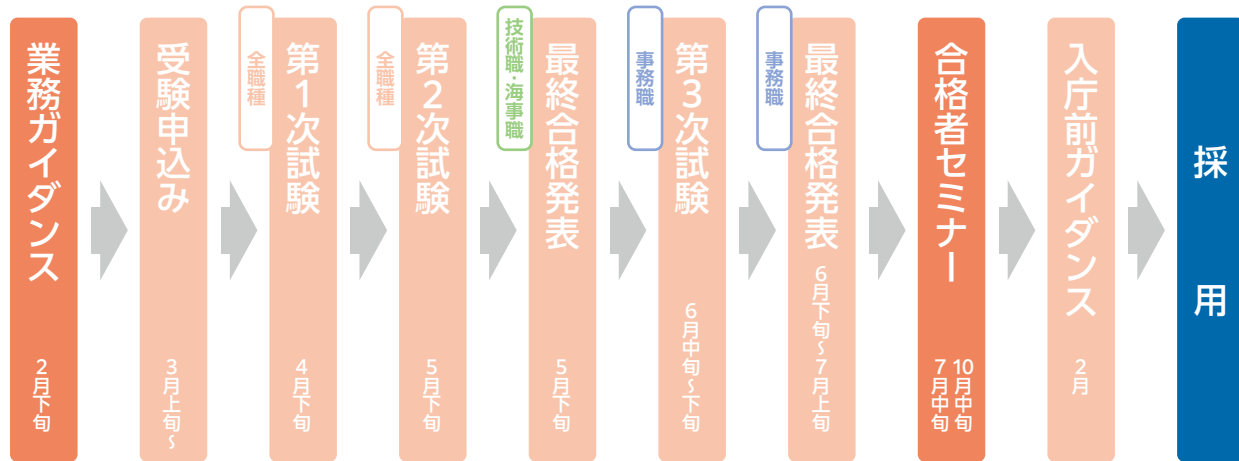 業務ガイダンス
2月下旬
受験申込み
3月上旬~
全職種
第1次試験
4月下旬
全職種
第2次試験
5月下旬
技術職・海事職
最終合格発表
5月下旬
事務職
第3次試験
6月中旬~下旬
事務職
最終合格発表
6月下旬~7月上旬
合格者セミナー
10月中旬
7月中旬
入庁前ガイダンス
2月
採用